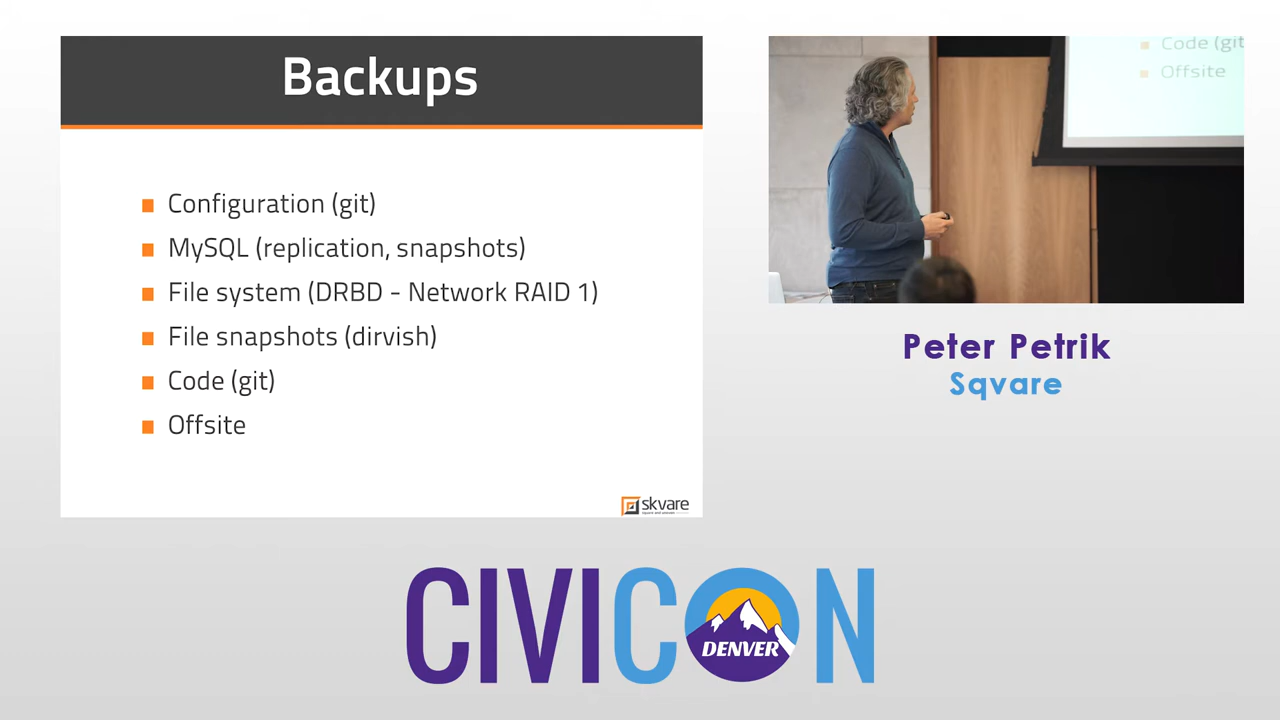 Backups
Configuration (git)
MySQL (replication, snapshots)
File system (DRBD - Network RAID 1)
File snapshots (dirvish)
Code (git)
Offsite
skvare
Code (git
Offsite
Peter Petrik
Sqvare
CIVICON
DENVER